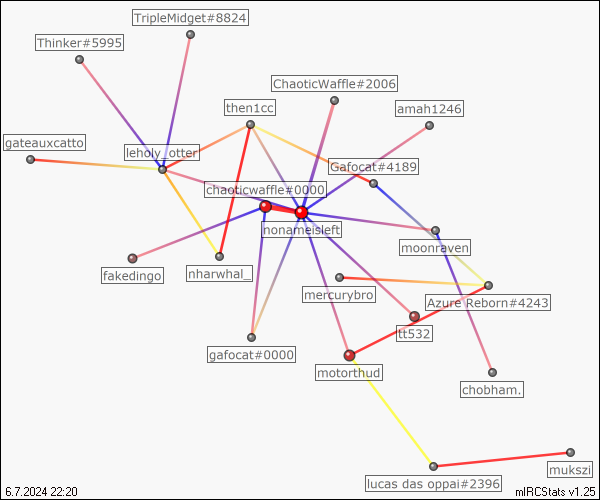 TripleMidget#8824
Thinker#5995
ChaoticWaffle#2006
then1cc
amah1246
gateauxcatto
leholy_otter
Gafocat#4189
chaoticwaffle#0000
nonameisleft
moonraven
fakedingo
nharwhal_
mercurybro
Azure Reborn#4243
tt532
gafocat#0000
motorthud
chobham.
mukszi
lucas das oppai#2396
6.7.2024 22:20
mIRCStats v1.25